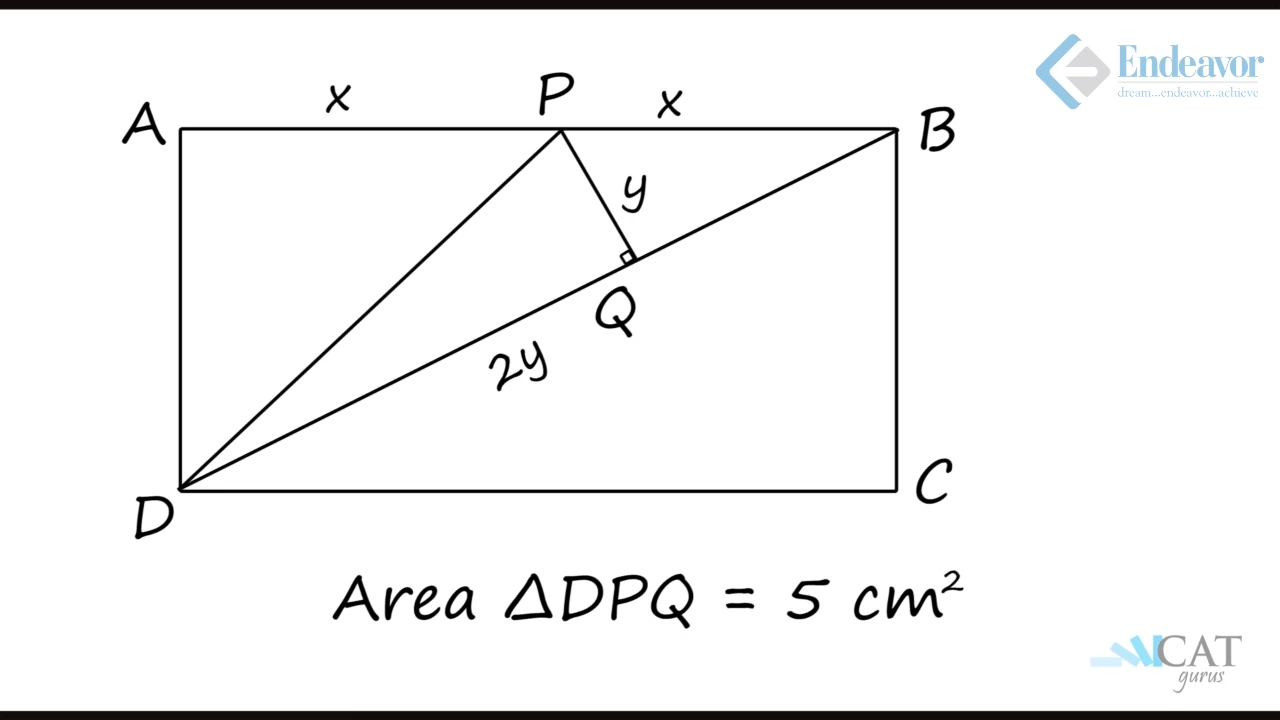 Endeavor
dream...endeavor...achieve
x P x
A B
y
Q
2y
D C
Area ΔDPQ = 5 cm²
CAT
gurus